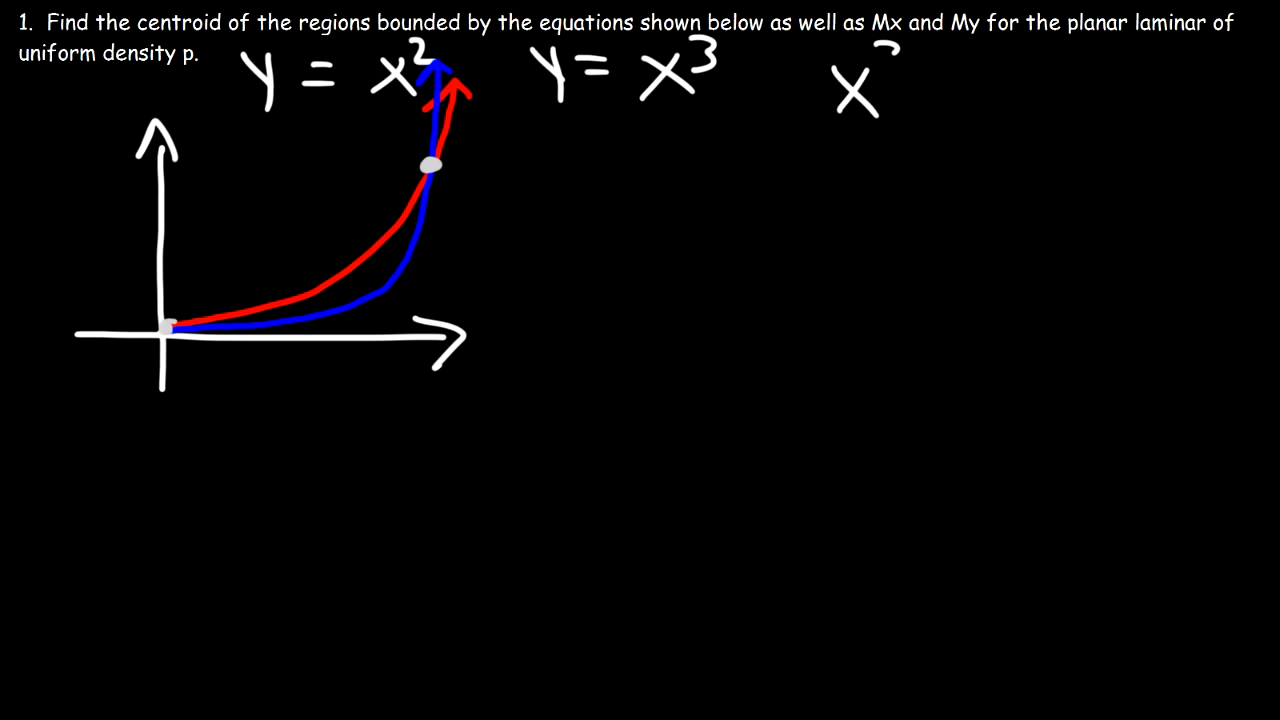 1. Find the centroid of the regions bounded by the equations shown below as well as Mx and My for the planar laminar of
uniform density p.
y = x² y = x³ x